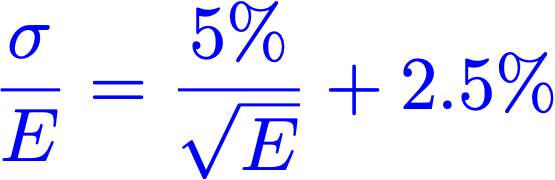 σ/E = 5%/√E + 2.5%